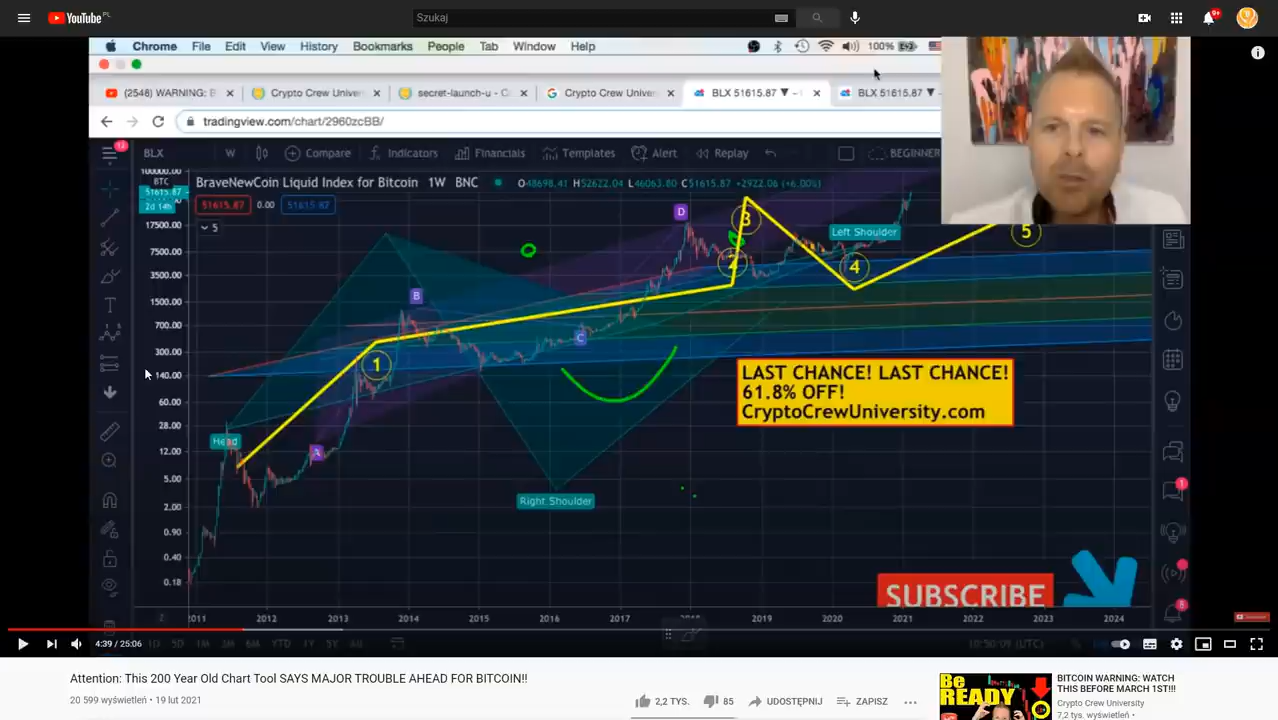 YouTube PL
Szukaj
9+
Chrome File Edit View History Bookmarks People Tab Window Help
100%
(2548) WARNING: B
Crypto Crew Univer
secret-launch-u - C
Crypto Crew Univer
BLX 51615.87 ▼
BLX 51615.87 ▼
tradingview.com/chart/2960zcBB/
BLX W Compare Indicators Financials Templates Alert Replay BEGINNER
BraveNewCoin Liquid Index for Bitcoin 1W BNC O48698.41 H52622.04 L46063.80 C51615.87 +2922.06 (+6.00%)
51615.87 0.00 51615.87
5
100000.00
BTC
51615.87
2d 14h
17500.00
7500.00
3500.00
1500.00
700.00
300.00
140.00
60.00
28.00
12.00
5.00
2.00
0.90
0.40
0.18
D
3
Left Shoulder
5
2
4
B
C
1
Head
A
Right Shoulder
LAST CHANCE! LAST CHANCE!
61.8% OFF!
CryptoCrewUniversity.com
SUBSCRIBE
2011 2012 2013 2014 2015 2016 2017 2018 2019 2020 2021 2022 2023 2024
4:39 / 25:06
Attention: This 200 Year Old Chart Tool SAYS MAJOR TROUBLE AHEAD FOR BITCOIN!!
20 599 wyświetleń • 19 lut 2021
2,2 TYS. 85 UDOSTĘPNIJ ZAPISZ
Be
READY
BITCOIN WARNING: WATCH
THIS BEFORE MARCH 1ST!!!
Crypto Crew University
7,2 tys. wyświetleń •